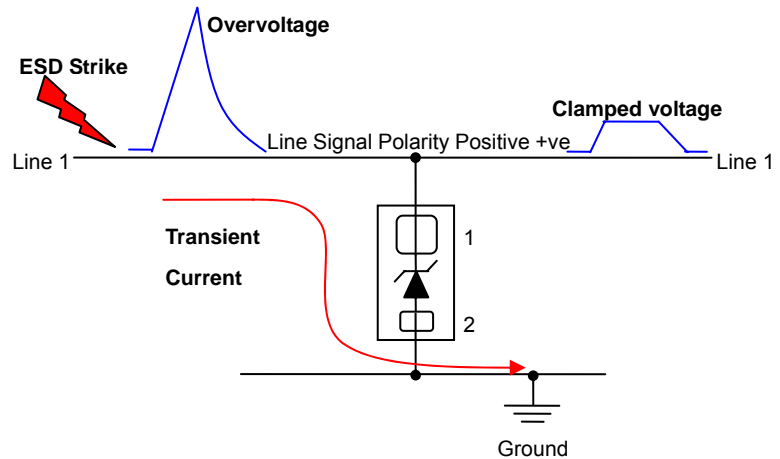 Overvoltage
ESD Strike
Clamped voltage
Line Signal Polarity Positive +ve
Line 1
Line 1
Transient
Current
1
2
Ground